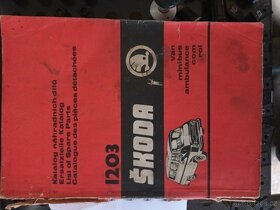 Katalog náhradních dílů
Ersatzteile Katalog
List of Spare Parts
Catalogue des pièces détachées
1203
ŠKODA
Van
minibus
ambulance
com
rol